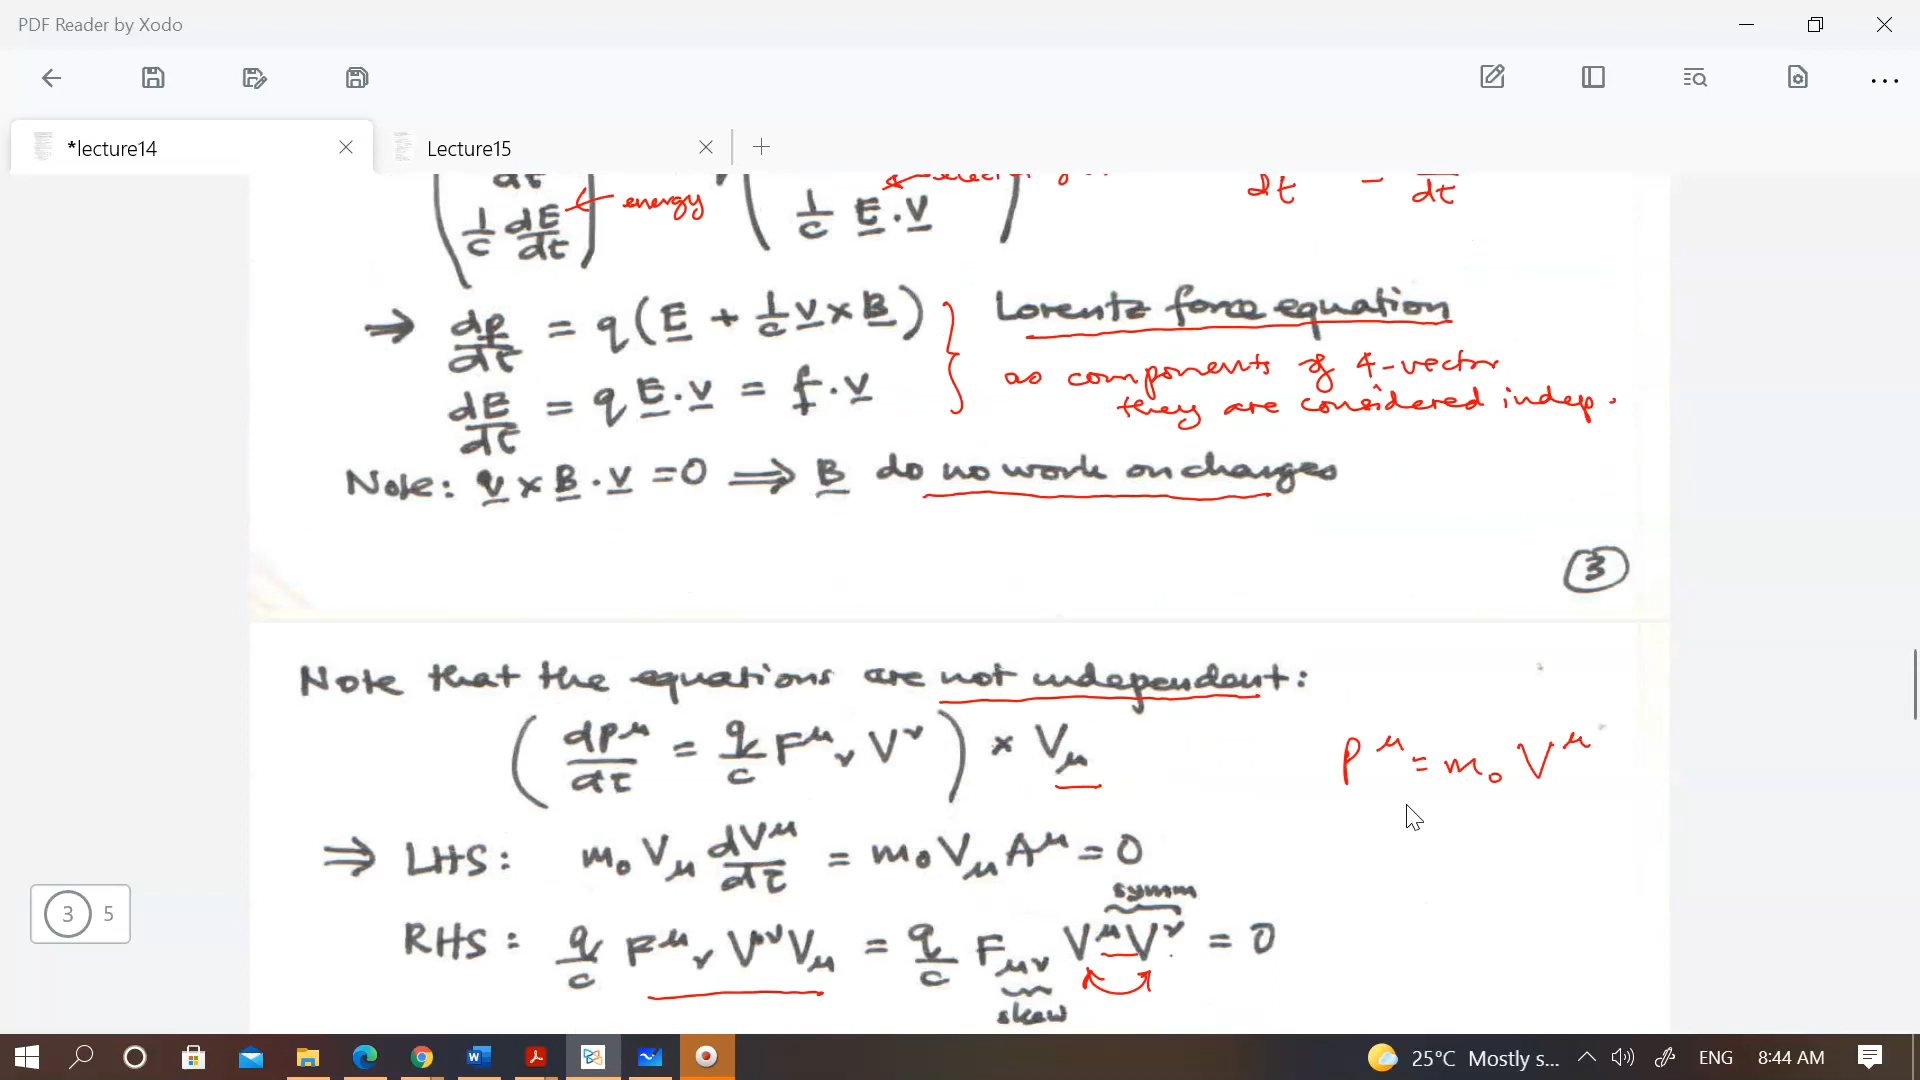 PDF Reader by Xodo
*lecture14
Lecture15
dt
1/c dE/dt ← energy
1/c E . V
dt = dt
⇒ dp/dt = q(E + 1/c V × B) } Lorentz force equation
dE/dt = q E . V = f . V
as components of 4-vector
they are considered indep.
Note: V × B . V = 0 ⟹ B do no work on charges
3
Note that the equations are not independent:
( dP^μ/dτ = q/c F^μ_ν V^ν ) × V_μ
P^μ = m₀ V^μ
⇒ LHS: m₀ V_μ dV^μ/dτ = m₀ V_μ A^μ = 0
symm
RHS: q/c F^μ_ν V^ν V_μ = q/c F_μν V^μ V^ν = 0
skew
3 5
25°C Mostly s...
ENG
8:44 AM